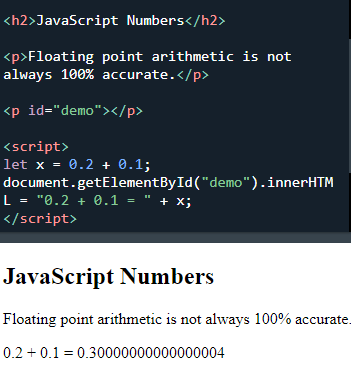 <h2>JavaScript Numbers</h2>
<p>Floating point arithmetic is not
always 100% accurate.</p>
<p id="demo"></p>
<script>
let x = 0.2 + 0.1;
document.getElementById("demo").innerHTM
L = "0.2 + 0.1 = " + x;
</script>
JavaScript Numbers
Floating point arithmetic is not always 100% accurate.
0.2 + 0.1 = 0.30000000000000004